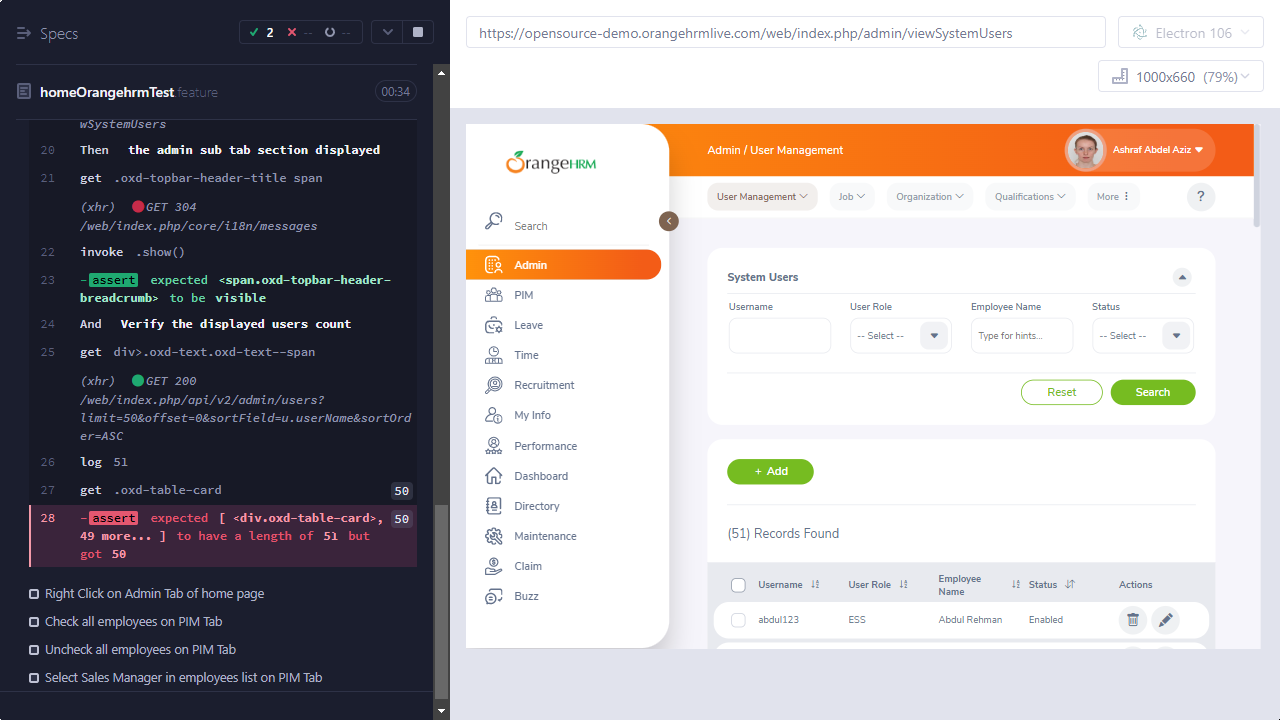 Specs
2
--
--
homeOrangehrmTest.feature
00:34
wSystemUsers
20 Then the admin sub tab section displayed
21 get .oxd-topbar-header-title span
(xhr) GET 304
/web/index.php/core/i18n/messages
22 invoke .show()
23 -assert expected <span.oxd-topbar-header-
breadcrumb> to be visible
24 And Verify the displayed users count
25 get div>.oxd-text.oxd-text--span
(xhr) GET 200
/web/index.php/api/v2/admin/users?
limit=50&offset=0&sortField=u.userName&sortOrd
er=ASC
26 log 51
27 get .oxd-table-card 50
28 -assert expected [ <div.oxd-table-card>, 50
49 more... ] to have a length of 51 but
got 50
Right Click on Admin Tab of home page
Check all employees on PIM Tab
Uncheck all employees on PIM Tab
Select Sales Manager in employees list on PIM Tab
https://opensource-demo.orangehrmlive.com/web/index.php/admin/viewSystemUsers
Electron 106
1000x660 (79%)
OrangeHRM
Search
Admin
PIM
Leave
Time
Recruitment
My Info
Performance
Dashboard
Directory
Maintenance
Claim
Buzz
Admin / User Management
Ashraf Abdel Aziz
User Management Job Organization Qualifications More ?
System Users
Username User Role Employee Name Status
-- Select -- Type for hints... -- Select --
Reset Search
+ Add
(51) Records Found
Username User Role Employee Name Status Actions
abdul123 ESS Abdul Rehman Enabled